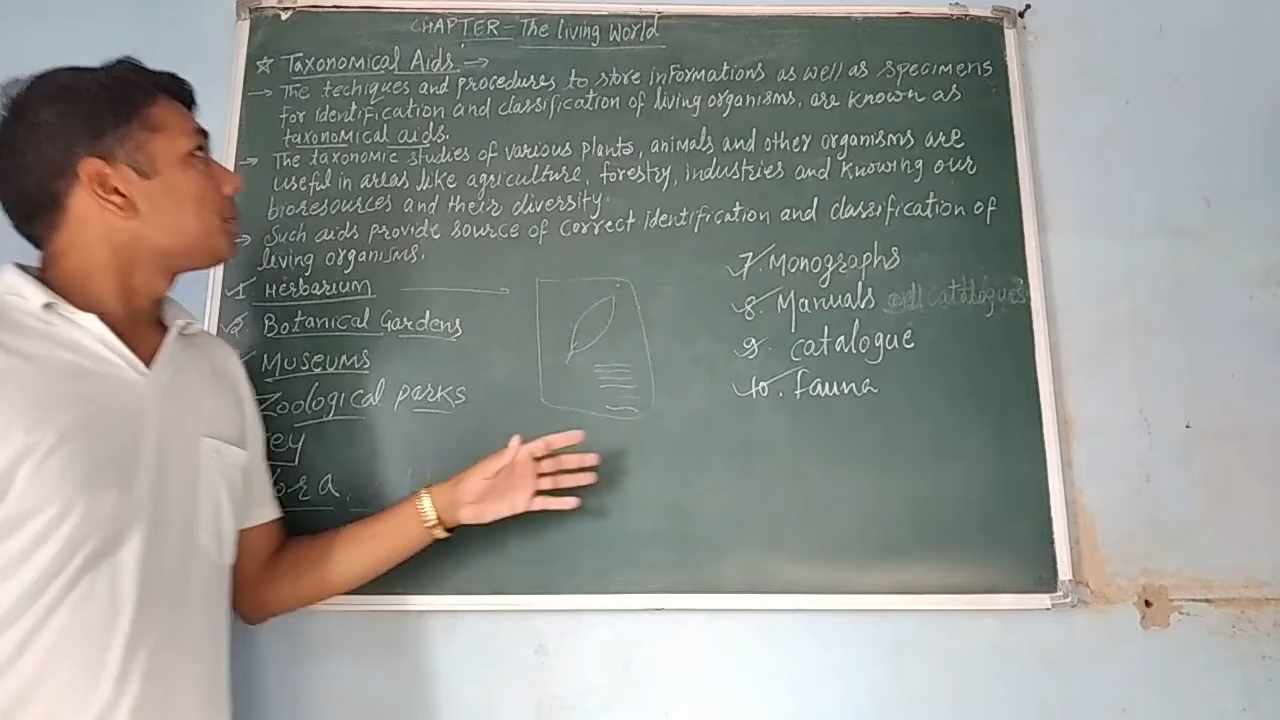 CHAPTER - The Living World
☆ Taxonomical Aids →
→ The techiques and procedures to store informations as well as specimens
for identification and classification of living organisms, are known as
taxonomical aids.
→ The taxonomic studies of various plants, animals and other organisms are
useful in areas like agriculture, forestry, industries and knowing our
bioresources and their diversity.
→ Such aids provide source of correct identification and classification of
living organisms.
1. Herbarium
2. Botanical Gardens
Museums
Zoological parks
ey
ora.
7. Monographs
8. Manuals and catalogues
9. catalogue
10. fauna